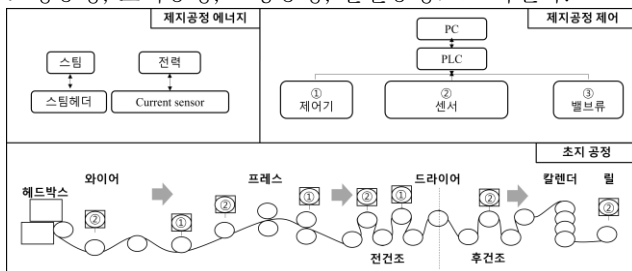 제지공정 에너지
스팀
전력
스팀헤더
Current sensor
제지공정 제어
PC
PLC
①
제어기
②
센서
③
밸브류
초지 공정
헤드박스
와이어
프레스
드라이어
칼렌더
릴
②
①
②
①
②
①
②
②
전건조
후건조